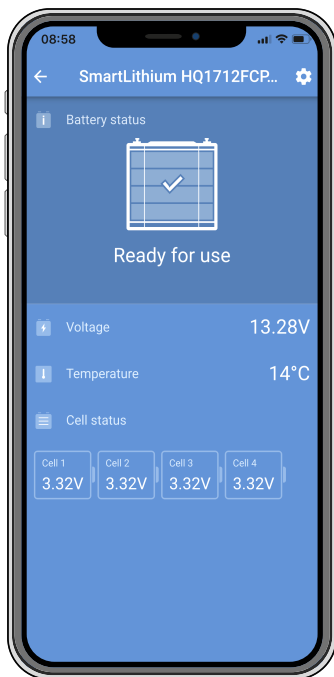 08:58
SmartLithium HQ1712FCP...
Battery status
Ready for use
Voltage 13.28V
Temperature 14°C
Cell status
Cell 1 Cell 2 Cell 3 Cell 4
3.32V 3.32V 3.32V 3.32V